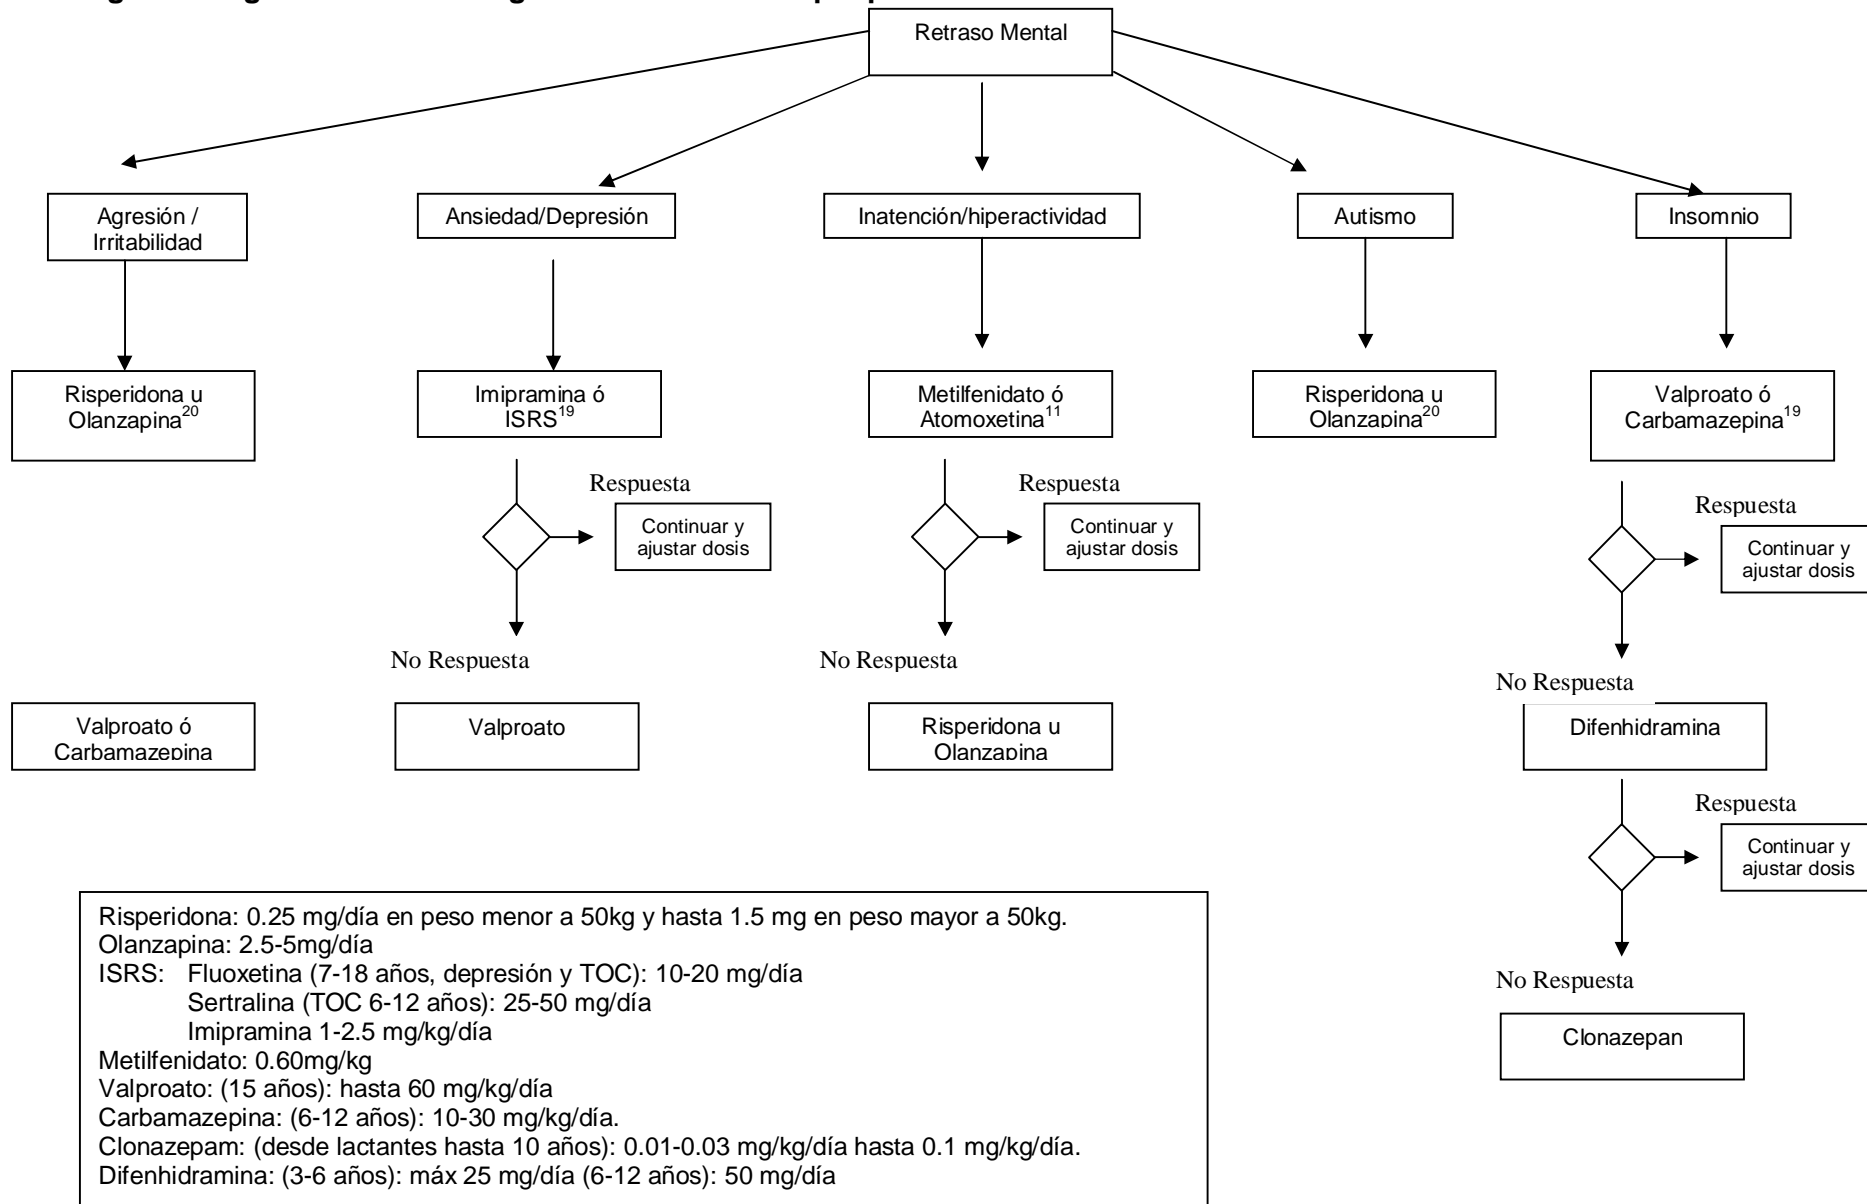 Retraso Mental
Agresión /
Irritabilidad
Ansiedad/Depresión
Inatención/hiperactividad
Autismo
Insomnio
Risperidona u
Olanzapina20
Imipramina ó
ISRS19
Metilfenidato ó
Atomoxetina11
Risperidona u
Olanzapina20
Valproato ó
Carbamazepina19
Respuesta
Continuar y
ajustar dosis
Respuesta
Continuar y
ajustar dosis
Respuesta
Continuar y
ajustar dosis
No Respuesta
No Respuesta
No Respuesta
Valproato ó
Carbamazepina
Valproato
Risperidona u
Olanzapina
Difenhidramina
Respuesta
Continuar y
ajustar dosis
No Respuesta
Clonazepan
Risperidona: 0.25 mg/día en peso menor a 50kg y hasta 1.5 mg en peso mayor a 50kg.
Olanzapina: 2.5-5mg/día
ISRS: Fluoxetina (7-18 años, depresión y TOC): 10-20 mg/día
Sertralina (TOC 6-12 años): 25-50 mg/día
Imipramina 1-2.5 mg/kg/día
Metilfenidato: 0.60mg/kg
Valproato: (15 años): hasta 60 mg/kg/día
Carbamazepina: (6-12 años): 10-30 mg/kg/día.
Clonazepam: (desde lactantes hasta 10 años): 0.01-0.03 mg/kg/día hasta 0.1 mg/kg/día.
Difenhidramina: (3-6 años): máx 25 mg/día (6-12 años): 50 mg/día